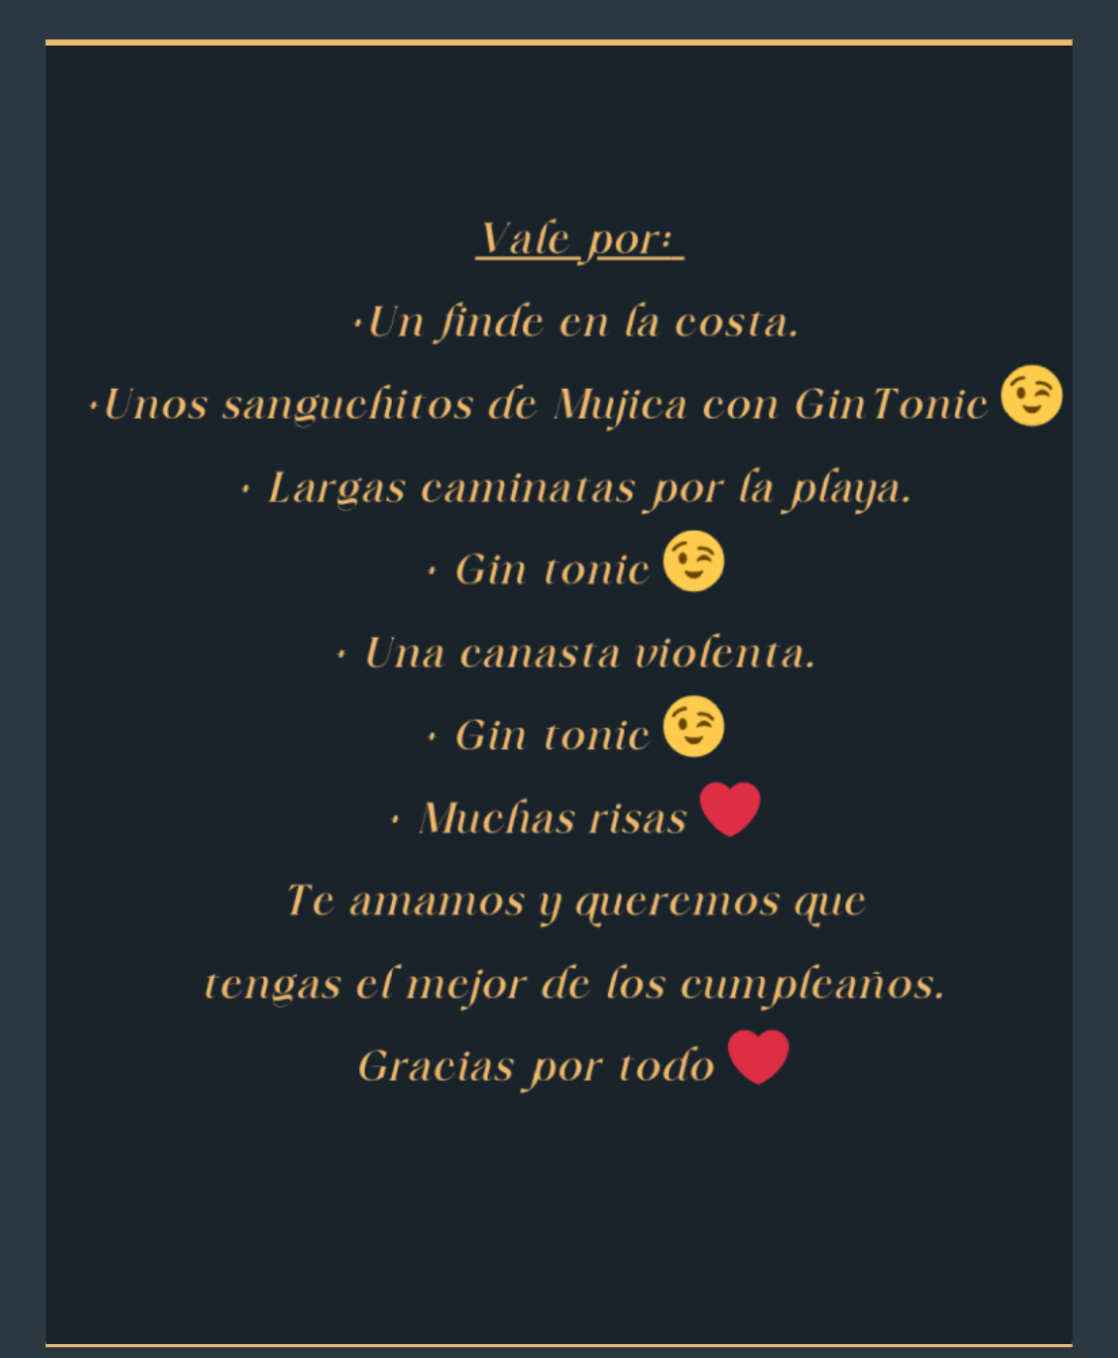 Vale por:
·Un finde en la costa.
·Unos sanguchitos de Mujica con GinTonic 😉
· Largas caminatas por la playa.
· Gin tonic 😉
· Una canasta violenta.
· Gin tonic 😉
· Muchas risas ❤️
Te amamos y queremos que
tengas el mejor de los cumpleaños.
Gracias por todo ❤️